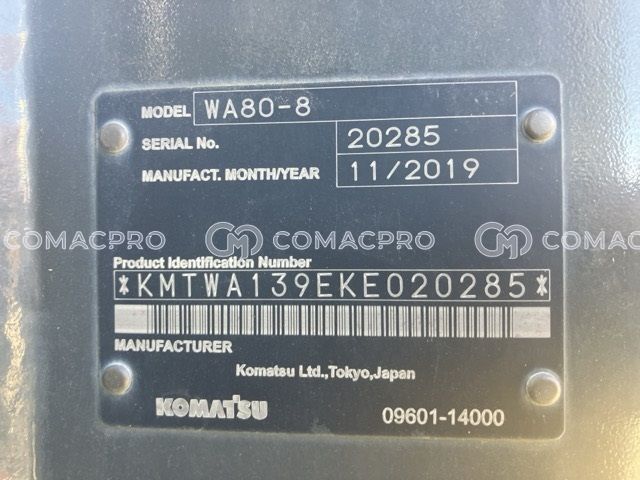 MODEL WA80-8
SERIAL No. 20285
MANUFACT. MONTH/YEAR 11/2019
COMACPRO COMACPRO COMACPRO
Product Identification Number
*KMTWA139EKE020285*
MANUFACTURER
Komatsu Ltd.,Tokyo,Japan
KOMATSU 09601-14000